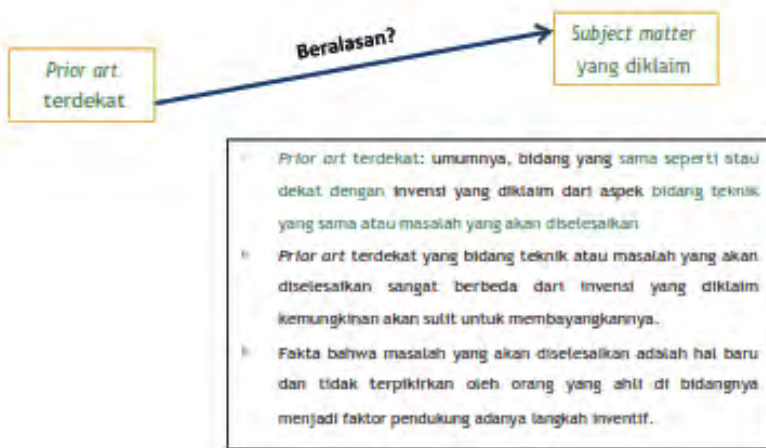 Beralasan?
Subject matter
yang diklaim
Prior art
terdekat
Prior art terdekat: umumnya, bidang yang sama seperti atau
dekat dengan invensi yang diklaim dari aspek bidang teknik
yang sama atau masalah yang akan diselesaikan
Prior art terdekat yang bidang teknik atau masalah yang akan
diselesaikan sangat berbeda dari invensi yang diklaim
kemungkinan akan sulit untuk membayangkannya.
Fakta bahwa masalah yang akan diselesaikan adalah hal baru
dan tidak terpikirkan oleh orang yang ahli di bidangnya
menjadi faktor pendukung adanya langkah inventif.